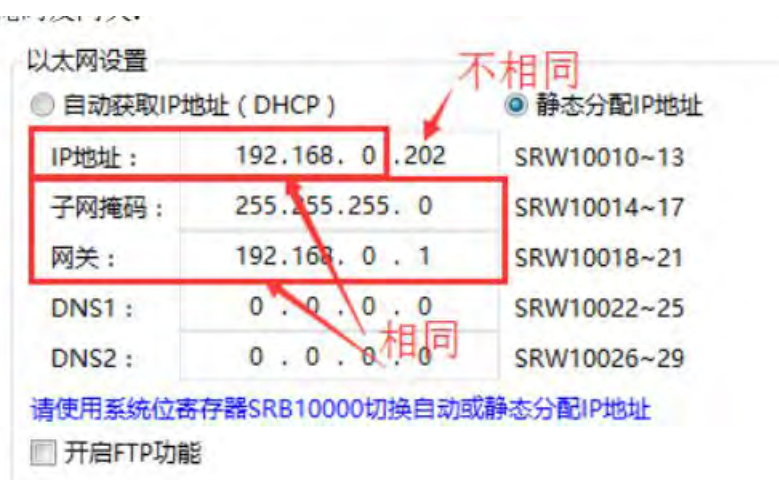 以太网设置
不相同
自动获取IP地址(DHCP)
静态分配IP地址
IP地址: 192.168. 0 .202 SRW10010~13
子网掩码: 255.255.255. 0 SRW10014~17
网关: 192.168. 0 . 1 SRW10018~21
DNS1: 0 . 0 . 0 . 0 SRW10022~25
相同
DNS2: 0 . 0 . 0 . 0 SRW10026~29
请使用系统位寄存器SRB10000切换自动或静态分配IP地址
开启FTP功能